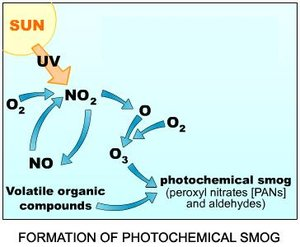 SUN
UV
O2
NO2
O
O2
NO
O3
Volatile organic
compounds
photochemical smog
(peroxyl nitrates [PANs]
and aldehydes)
FORMATION OF PHOTOCHEMICAL SMOG